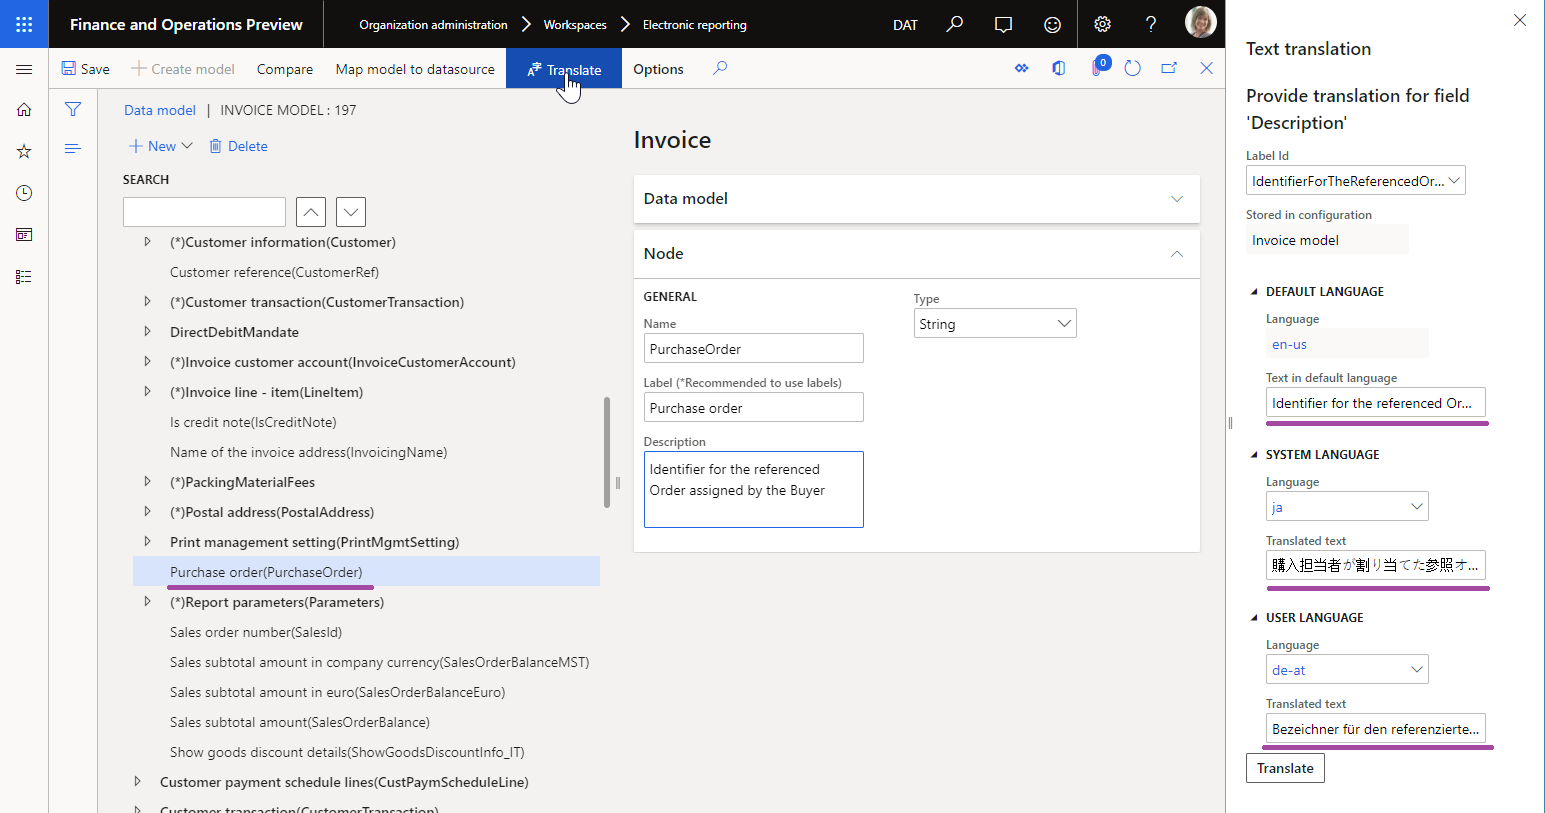 Finance and Operations Preview
Organization administration
Workspaces
Electronic reporting
DAT
?
Save
Create model
Compare
Map model to datasource
Translate
Options
0
Data model | INVOICE MODEL : 197
New
Delete
SEARCH
(*)Customer information(Customer)
Customer reference(CustomerRef)
(*)Customer transaction(CustomerTransaction)
DirectDebitMandate
(*)Invoice customer account(InvoiceCustomerAccount)
(*)Invoice line - item(LineItem)
Is credit note(IsCreditNote)
Name of the invoice address(InvoicingName)
(*)PackingMaterialFees
(*)Postal address(PostalAddress)
Print management setting(PrintMgmtSetting)
Purchase order(PurchaseOrder)
(*)Report parameters(Parameters)
Sales order number(SalesId)
Sales subtotal amount in company currency(SalesOrderBalanceMST)
Sales subtotal amount in euro(SalesOrderBalanceEuro)
Sales subtotal amount(SalesOrderBalance)
Show goods discount details(ShowGoodsDiscountInfo_IT)
Customer payment schedule lines(CustPaymScheduleLine)
Customer transaction(CustomerTransaction)
Invoice
Data model
Node
GENERAL
Name
PurchaseOrder
Label (*Recommended to use labels)
Purchase order
Description
Identifier for the referenced
Order assigned by the Buyer
Type
String
Text translation
Provide translation for field
'Description'
Label Id
IdentifierForTheReferencedOr...
Stored in configuration
Invoice model
DEFAULT LANGUAGE
Language
en-us
Text in default language
Identifier for the referenced Or...
SYSTEM LANGUAGE
Language
ja
Translated text
購入担当者が割り当てた参照オ...
USER LANGUAGE
Language
de-at
Translated text
Bezeichner für den referenzierte...
Translate